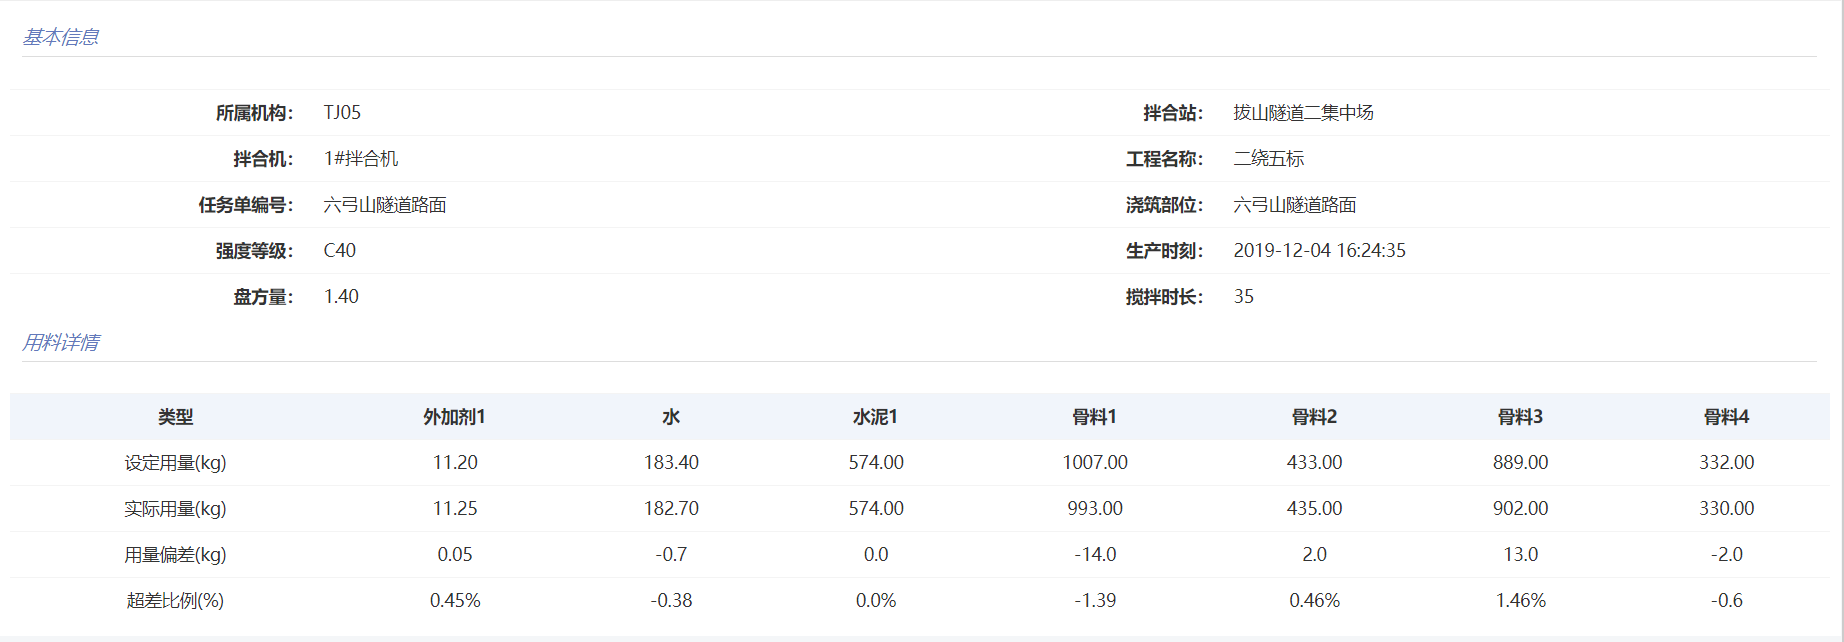 基本信息
所属机构： TJ05 拌合站： 拔山隧道二集中场
拌合机： 1#拌合机 工程名称： 二绕五标
任务单编号： 六弓山隧道路面 浇筑部位： 六弓山隧道路面
强度等级： C40 生产时刻： 2019-12-04 16:24:35
盘方量： 1.40 搅拌时长： 35
用料详情
类型 外加剂1 水 水泥1 骨料1 骨料2 骨料3 骨料4
设定用量(kg) 11.20 183.40 574.00 1007.00 433.00 889.00 332.00
实际用量(kg) 11.25 182.70 574.00 993.00 435.00 902.00 330.00
用量偏差(kg) 0.05 -0.7 0.0 -14.0 2.0 13.0 -2.0
超差比例(%) 0.45% -0.38 0.0% -1.39 0.46% 1.46% -0.6